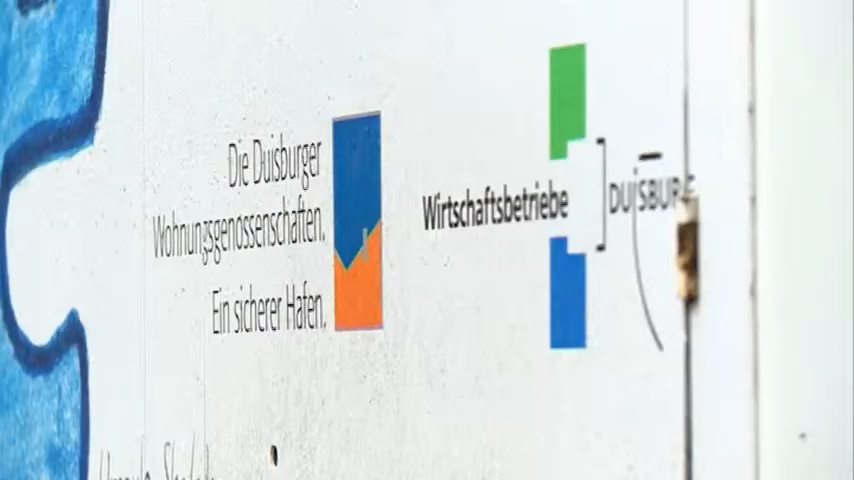 Die Duisburger
Wohnungsgenossenschaften.
Ein sicherer Hafen.
Wirtschaftsbetriebe
DUISBURG